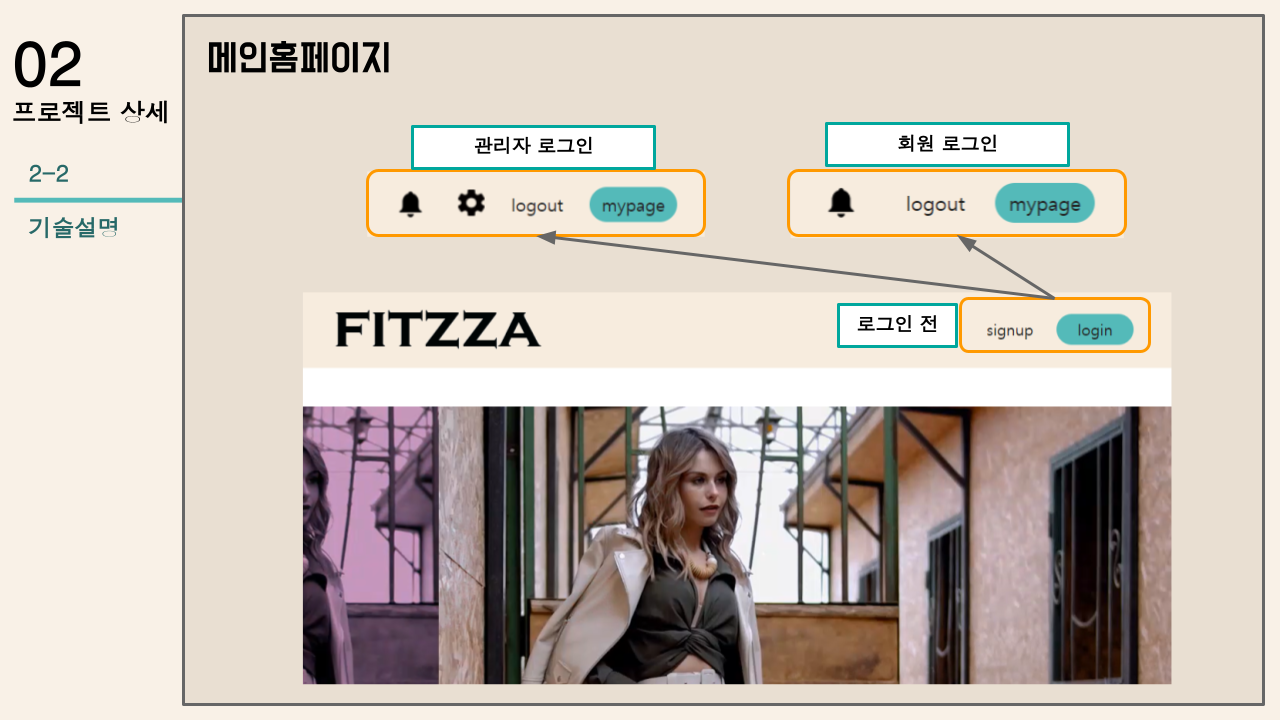 02
프로젝트 상세
2-2
기술설명
메인홈페이지
관리자 로그인
logout mypage
회원 로그인
logout mypage
FITZZA
로그인 전
signup login